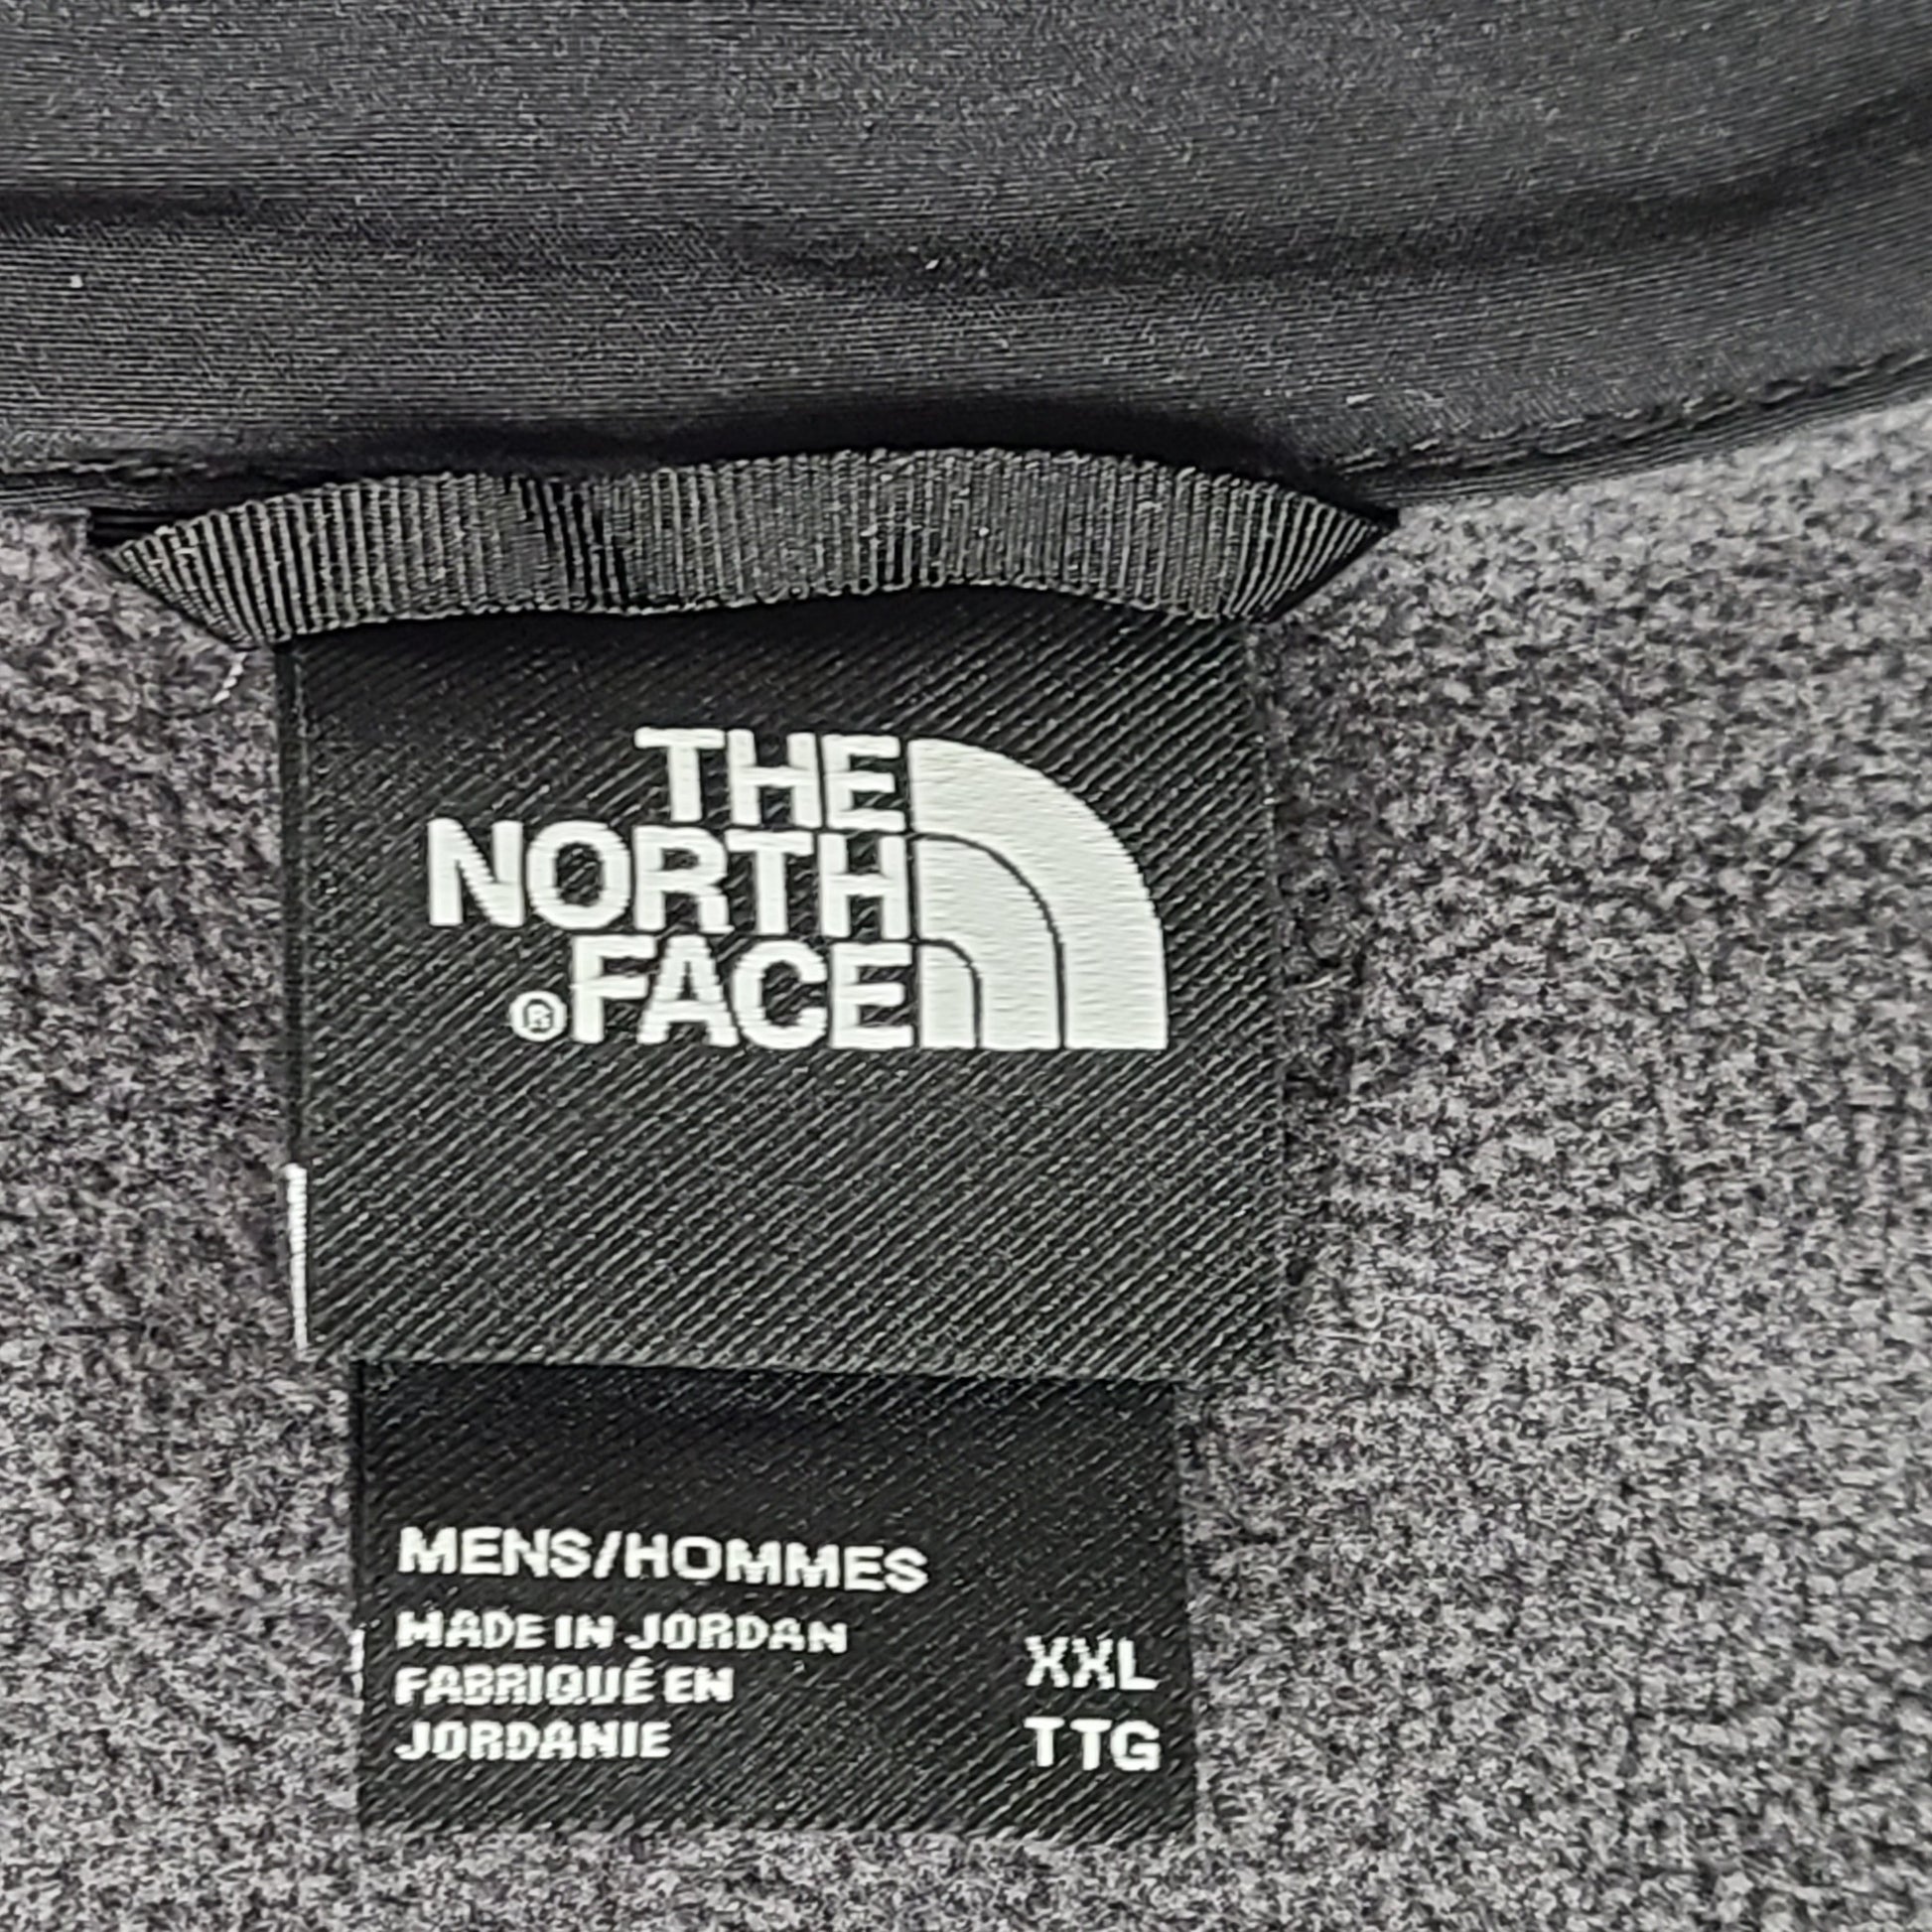 THE
NORTH
®FACE
MENS/HOMMES
MADE IN JORDAN
FABRIQUÉ EN
JORDANIE
XXL
TTG